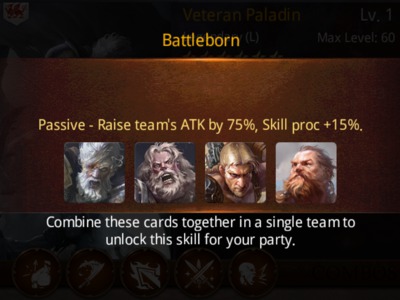 Veteran Paladin Lv. 1
Battleborn
(L) Max Level: 60
Passive - Raise team's ATK by 75%, Skill proc +15%.
Combine these cards together in a single team to
unlock this skill for your party.